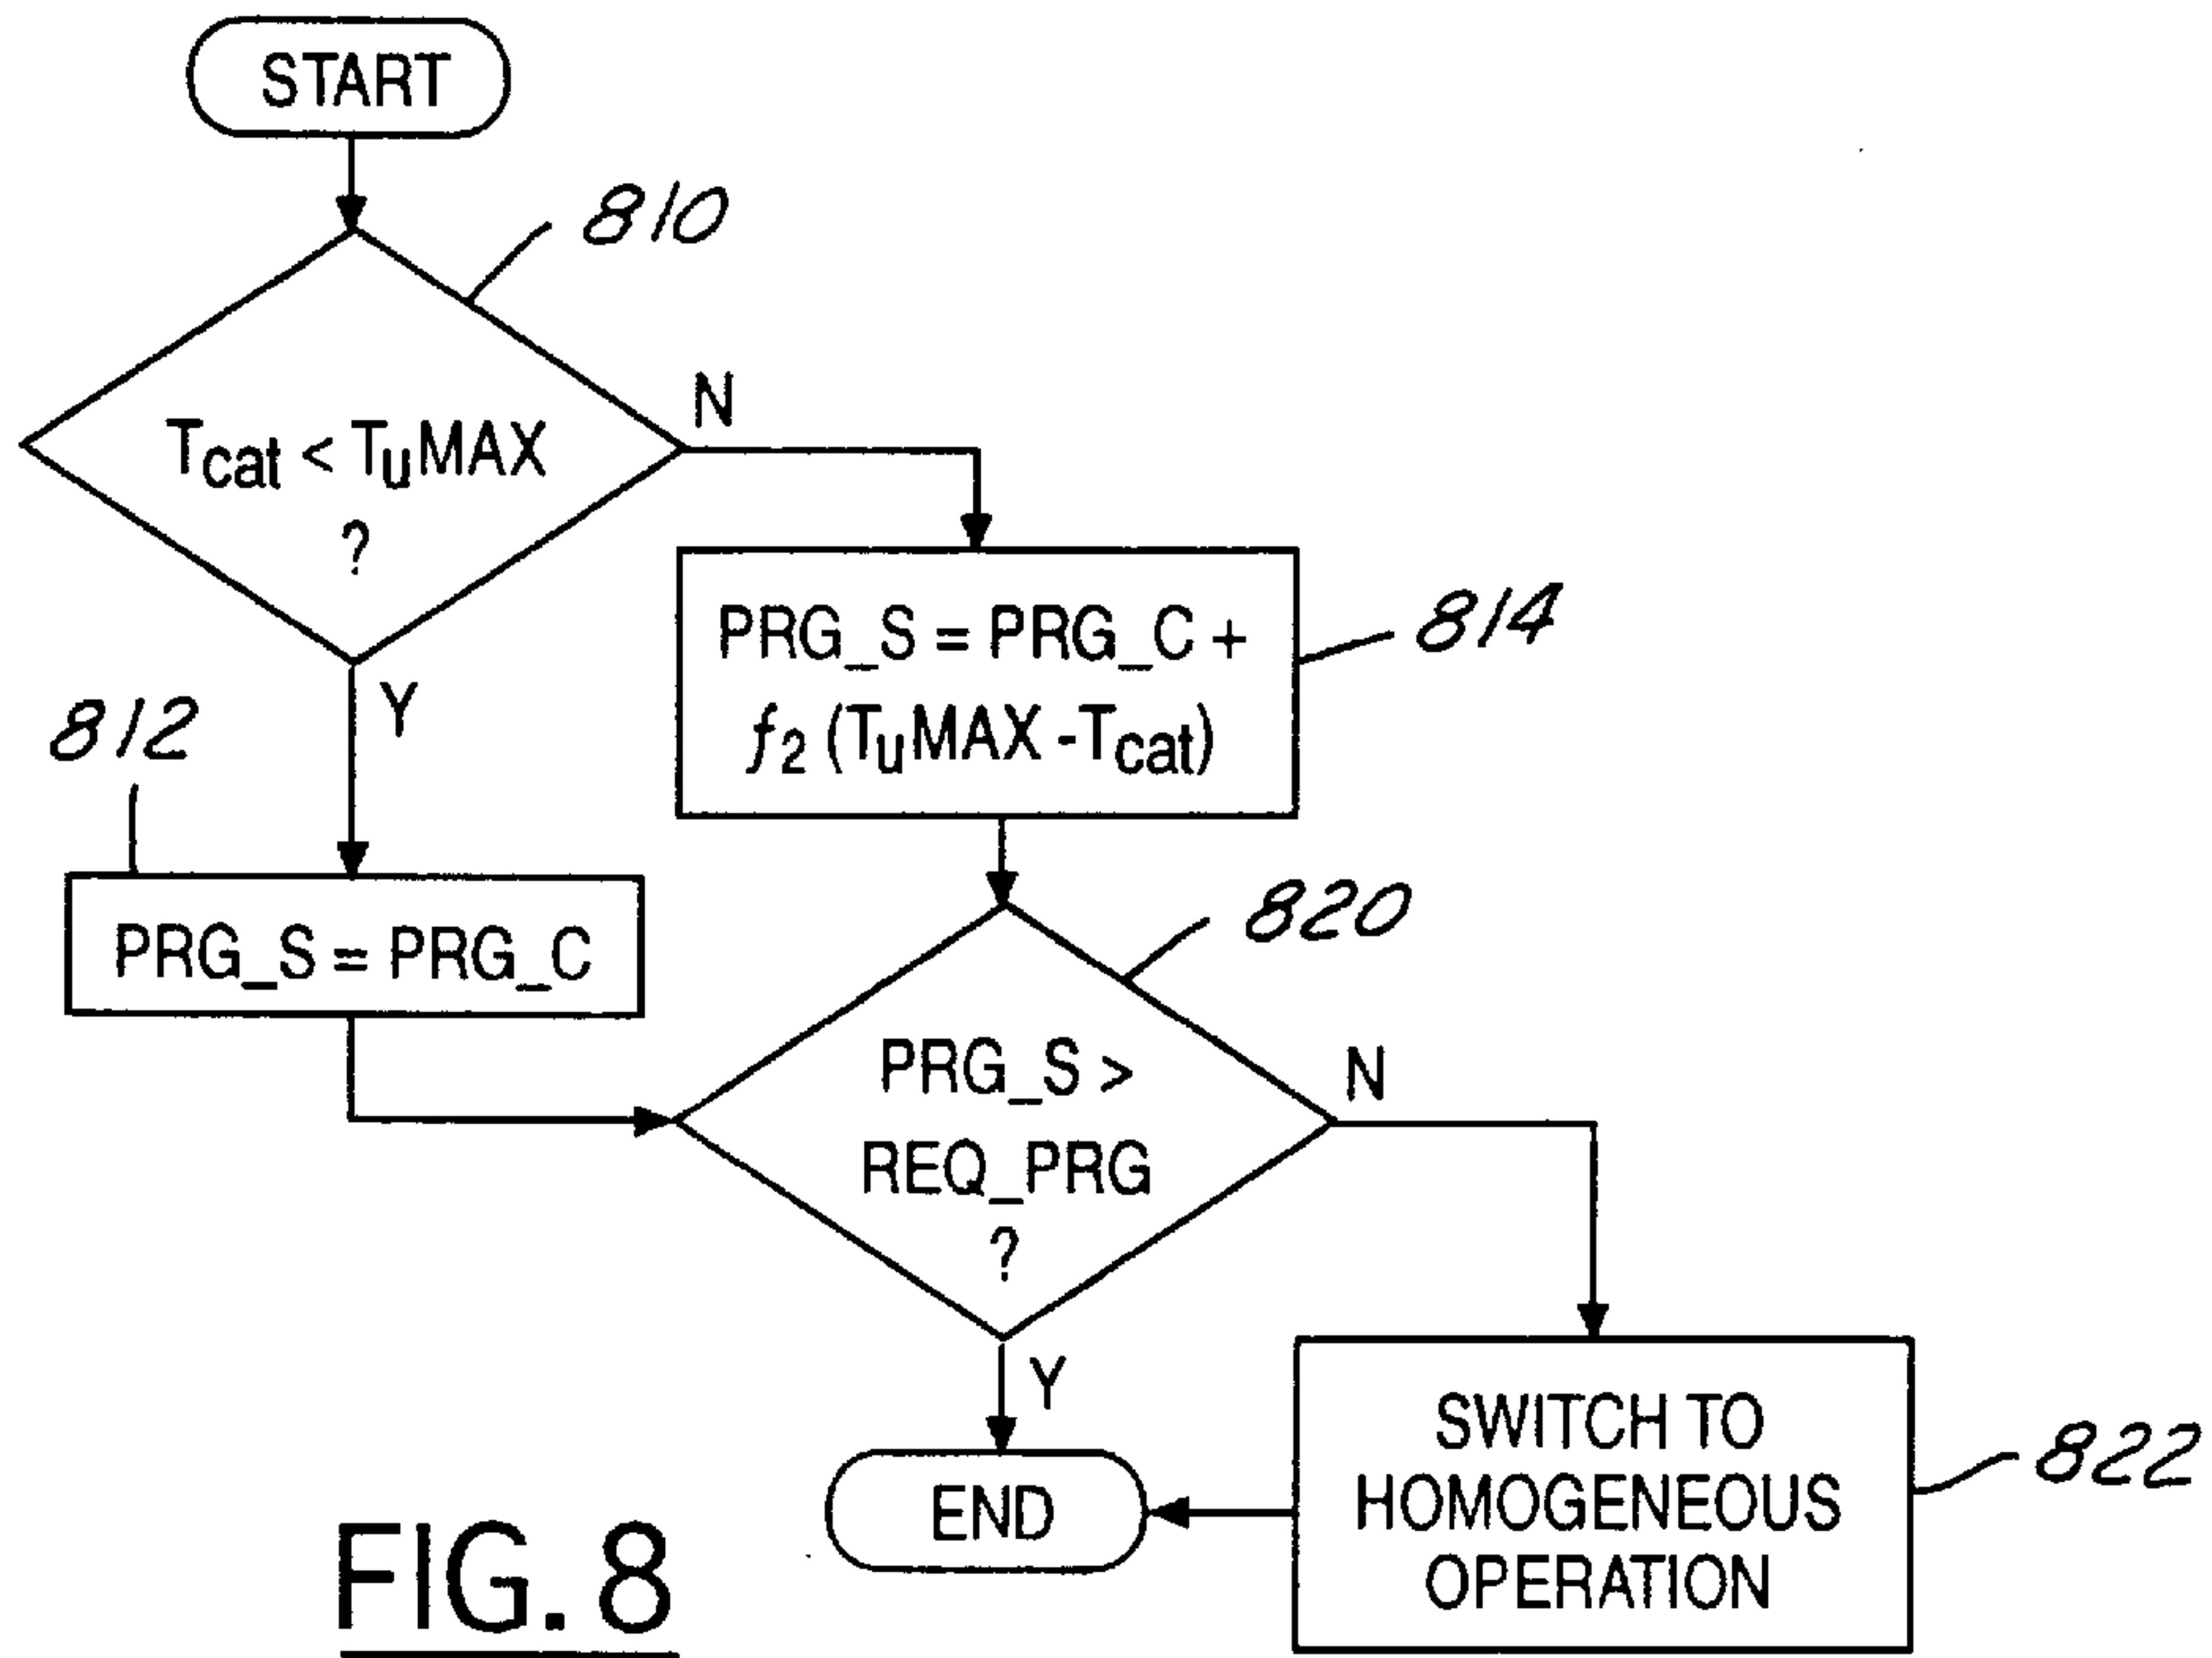 START
810
Tcat < TuMAX
?
N
Y
PRG_S = PRG_C +
f2 (TuMAX -Tcat)
814
812
PRG_S = PRG_C
820
PRG_S >
REQ_PRG
?
N
Y
SWITCH TO
HOMOGENEOUS
OPERATION
822
END
FIG. 8